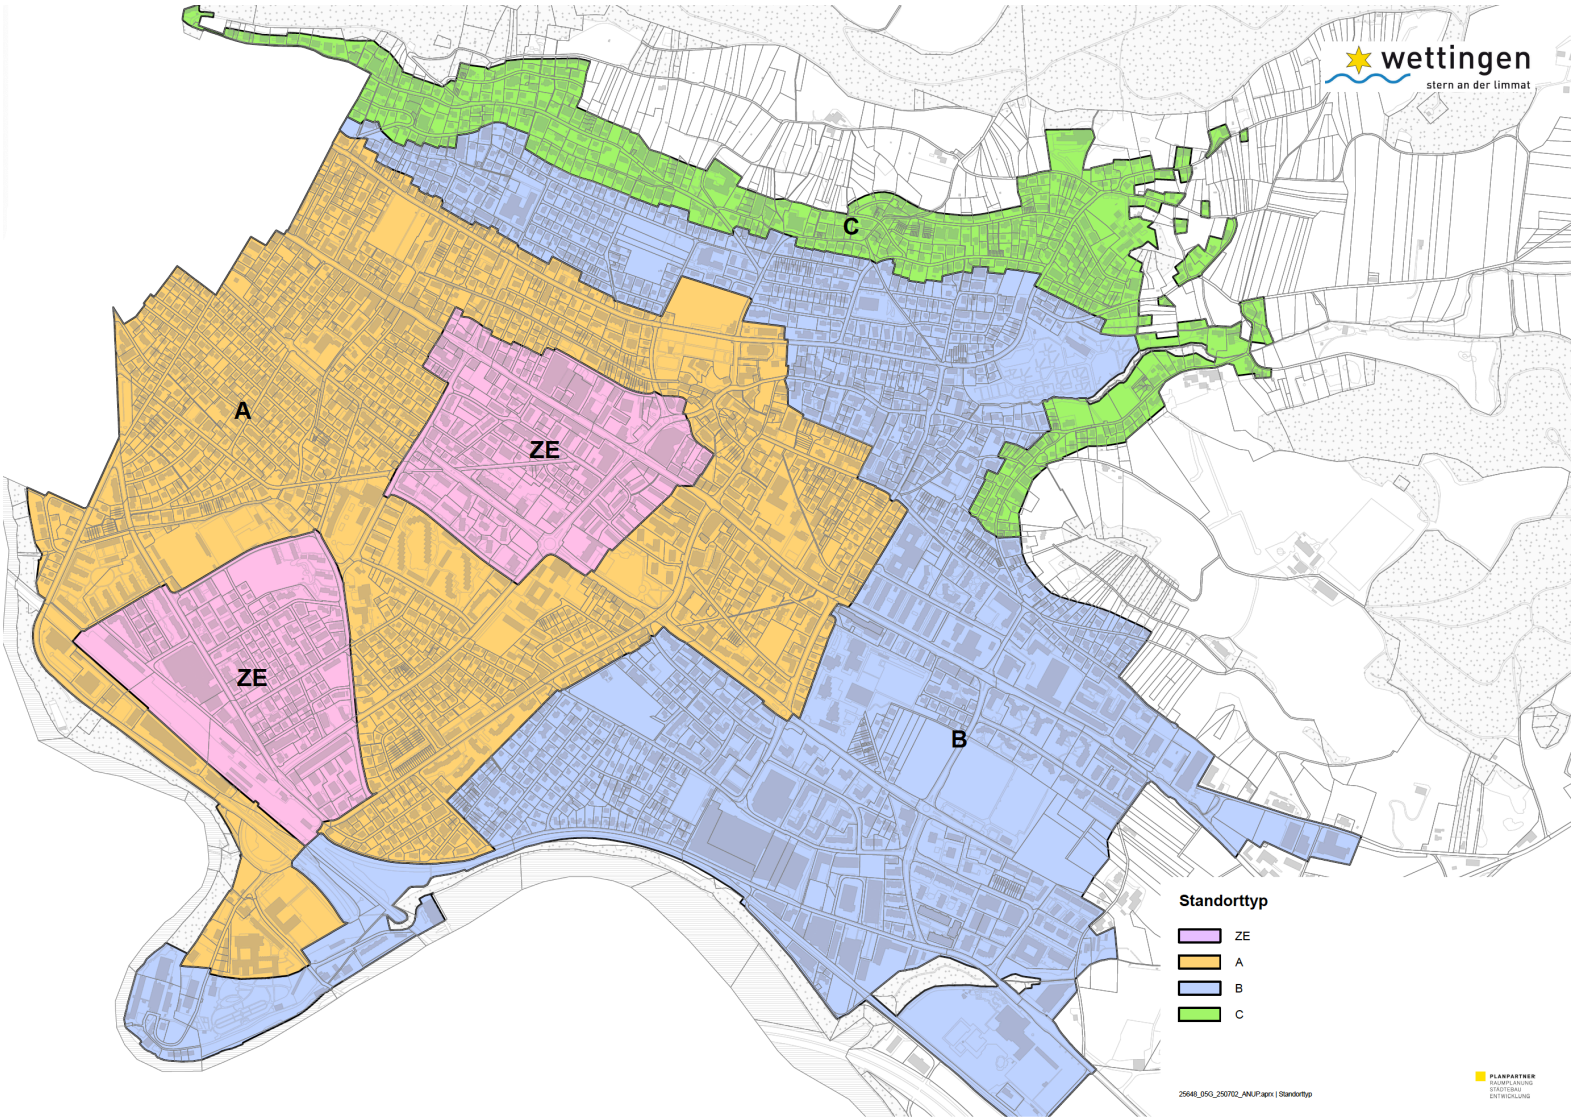 wettingen
stern an der limmat
C
A
ZE
ZE
B
Standorttyp
ZE
A
B
C
25648_05G_250702_ANUP.aprx | Standorttyp
PLANPARTNER
RAUMPLANUNG
STÄDTEBAU
ENTWICKLUNG